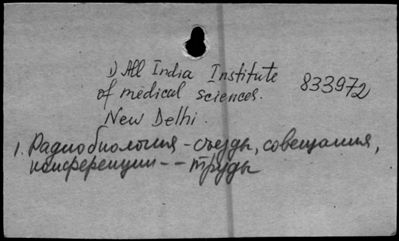 1) All India Institute
of medical sciences. 833972
New Delhi.
1. Радиобиология - съезды, совещания,
конференции - - труды